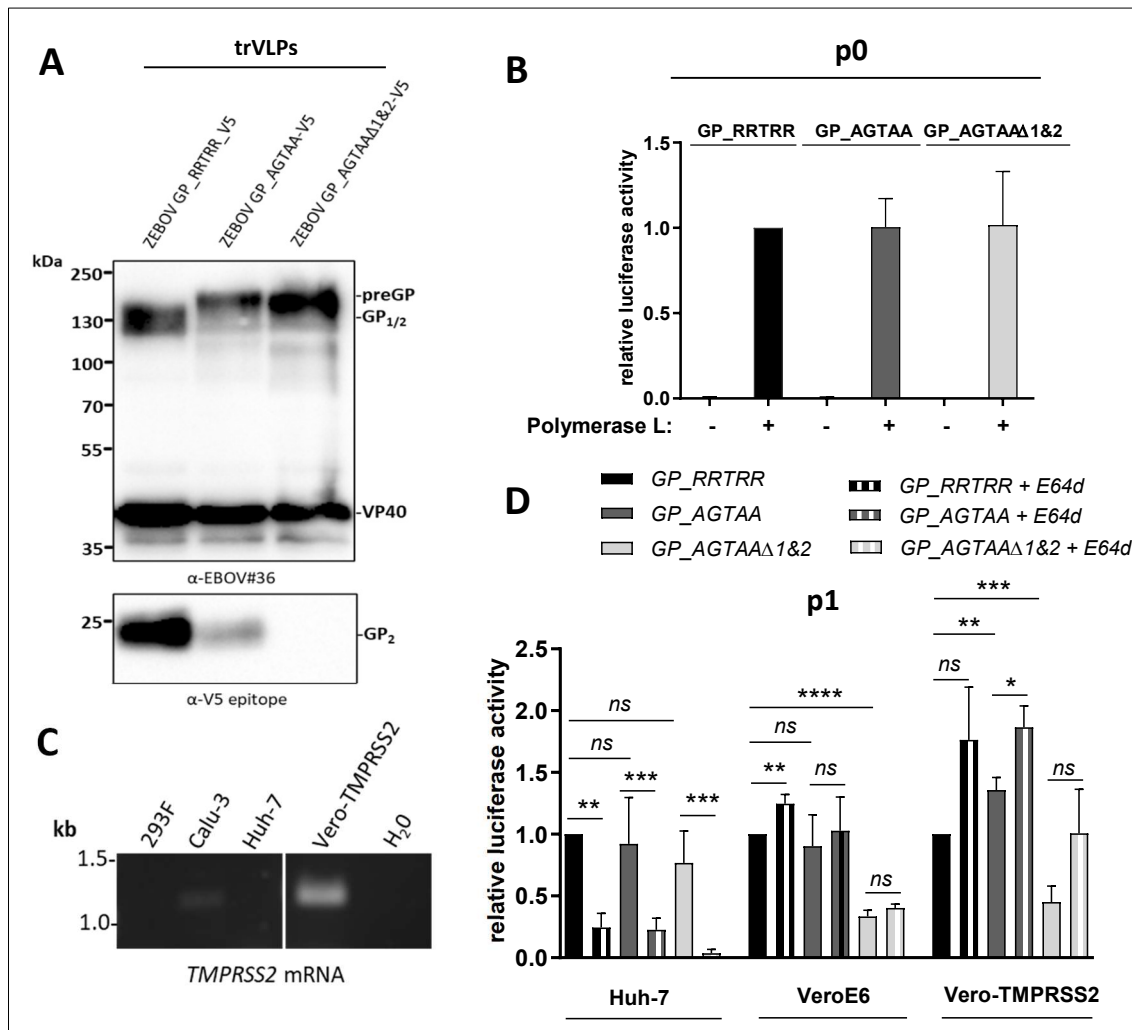 A
trVLPs
ZEBOV GP_RRTRR_V5
ZEBOV GP_AGTAA-V5
ZEBOV GP_AGTAAΔ1&2-V5
kDa
250
130
100
70
55
35
-preGP
-GP1/2
-VP40
α-EBOV#36
25
-GP2
α-V5 epitope
B
p0
GP_RRTRR GP_AGTAA GP_AGTAAΔ1&2
relative luciferase activity
1.5
1.0
0.5
0.0
Polymerase L: - + - + - +
C
293F
Calu-3
Huh-7
Vero-TMPRSS2
H20
kb
1.5
1.0
TMPRSS2 mRNA
D
GP_RRTRR
GP_AGTAA
GP_AGTAAΔ1&2
GP_RRTRR + E64d
GP_AGTAA + E64d
GP_AGTAAΔ1&2 + E64d
p1
relative luciferase activity
2.5
2.0
1.5
1.0
0.5
0.0
ns
ns
** *** ***
****
ns
** ns
ns
***
**
ns *
ns
Huh-7 VeroE6 Vero-TMPRSS2